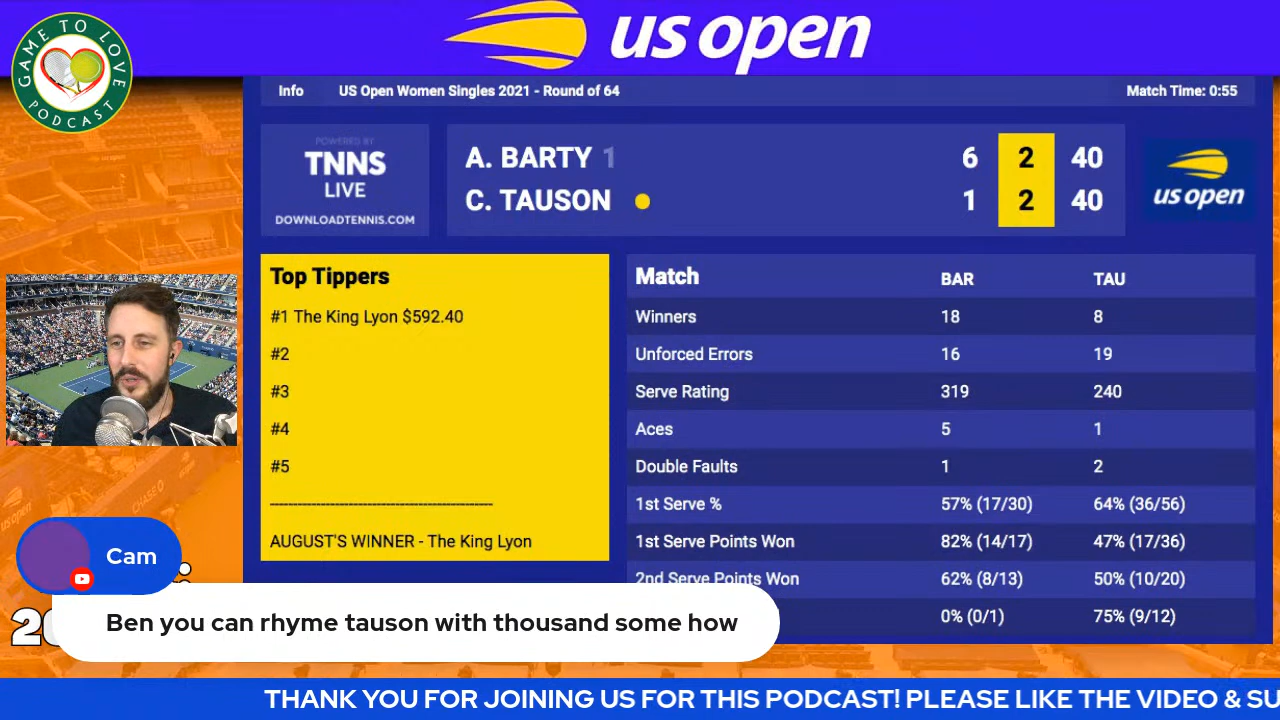 GAME TO LOVE
PODCAST
us open
Info US Open Women Singles 2021 - Round of 64 Match Time: 0:55
POWERED BY
TNNS
LIVE
DOWNLOADTENNIS.COM
A. BARTY 1 6 2 40
C. TAUSON 1 2 40
us open
Top Tippers
#1 The King Lyon $592.40
#2
#3
#4
#5
--------------------------------------------
AUGUST'S WINNER - The King Lyon
Match BAR TAU
Winners 18 8
Unforced Errors 16 19
Serve Rating 319 240
Aces 5 1
Double Faults 1 2
1st Serve % 57% (17/30) 64% (36/56)
1st Serve Points Won 82% (14/17) 47% (17/36)
2nd Serve Points Won 62% (8/13) 50% (10/20)
0% (0/1) 75% (9/12)
Cam
Ben you can rhyme tauson with thousand some how
THANK YOU FOR JOINING US FOR THIS PODCAST! PLEASE LIKE THE VIDEO & SU